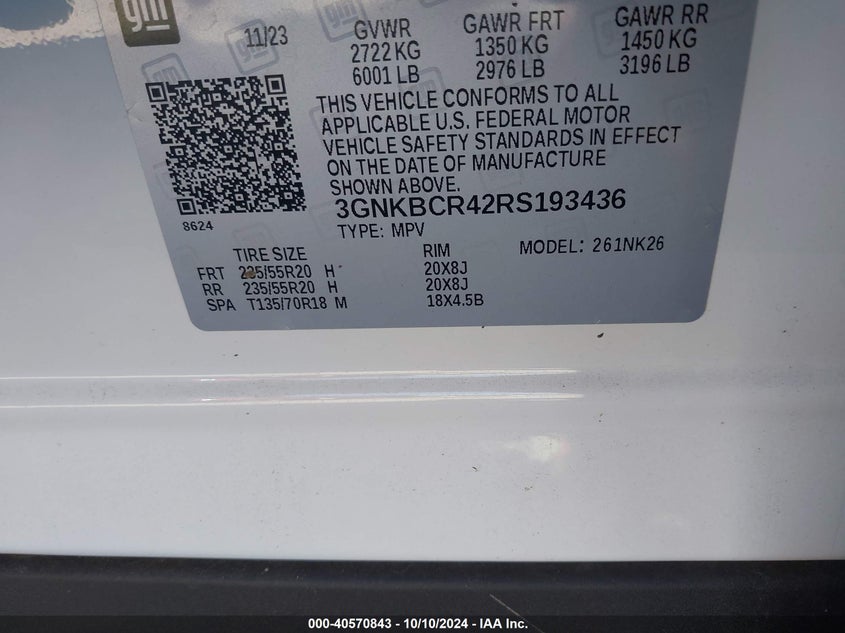 gm
11/23
GVWR GAWR FRT GAWR RR
2722 KG 1350 KG 1450 KG
6001 LB 2976 LB 3196 LB
THIS VEHICLE CONFORMS TO ALL
APPLICABLE U.S. FEDERAL MOTOR
VEHICLE SAFETY STANDARDS IN EFFECT
ON THE DATE OF MANUFACTURE
SHOWN ABOVE.
3GNKBCR42RS193436
8624
TYPE: MPV
MODEL: 261NK26
TIRE SIZE RIM
FRT 235/55R20 H 20X8J
RR 235/55R20 H 20X8J
SPA T135/70R18 M 18X4.5B
000-40570843 - 10/10/2024 - IAA Inc.